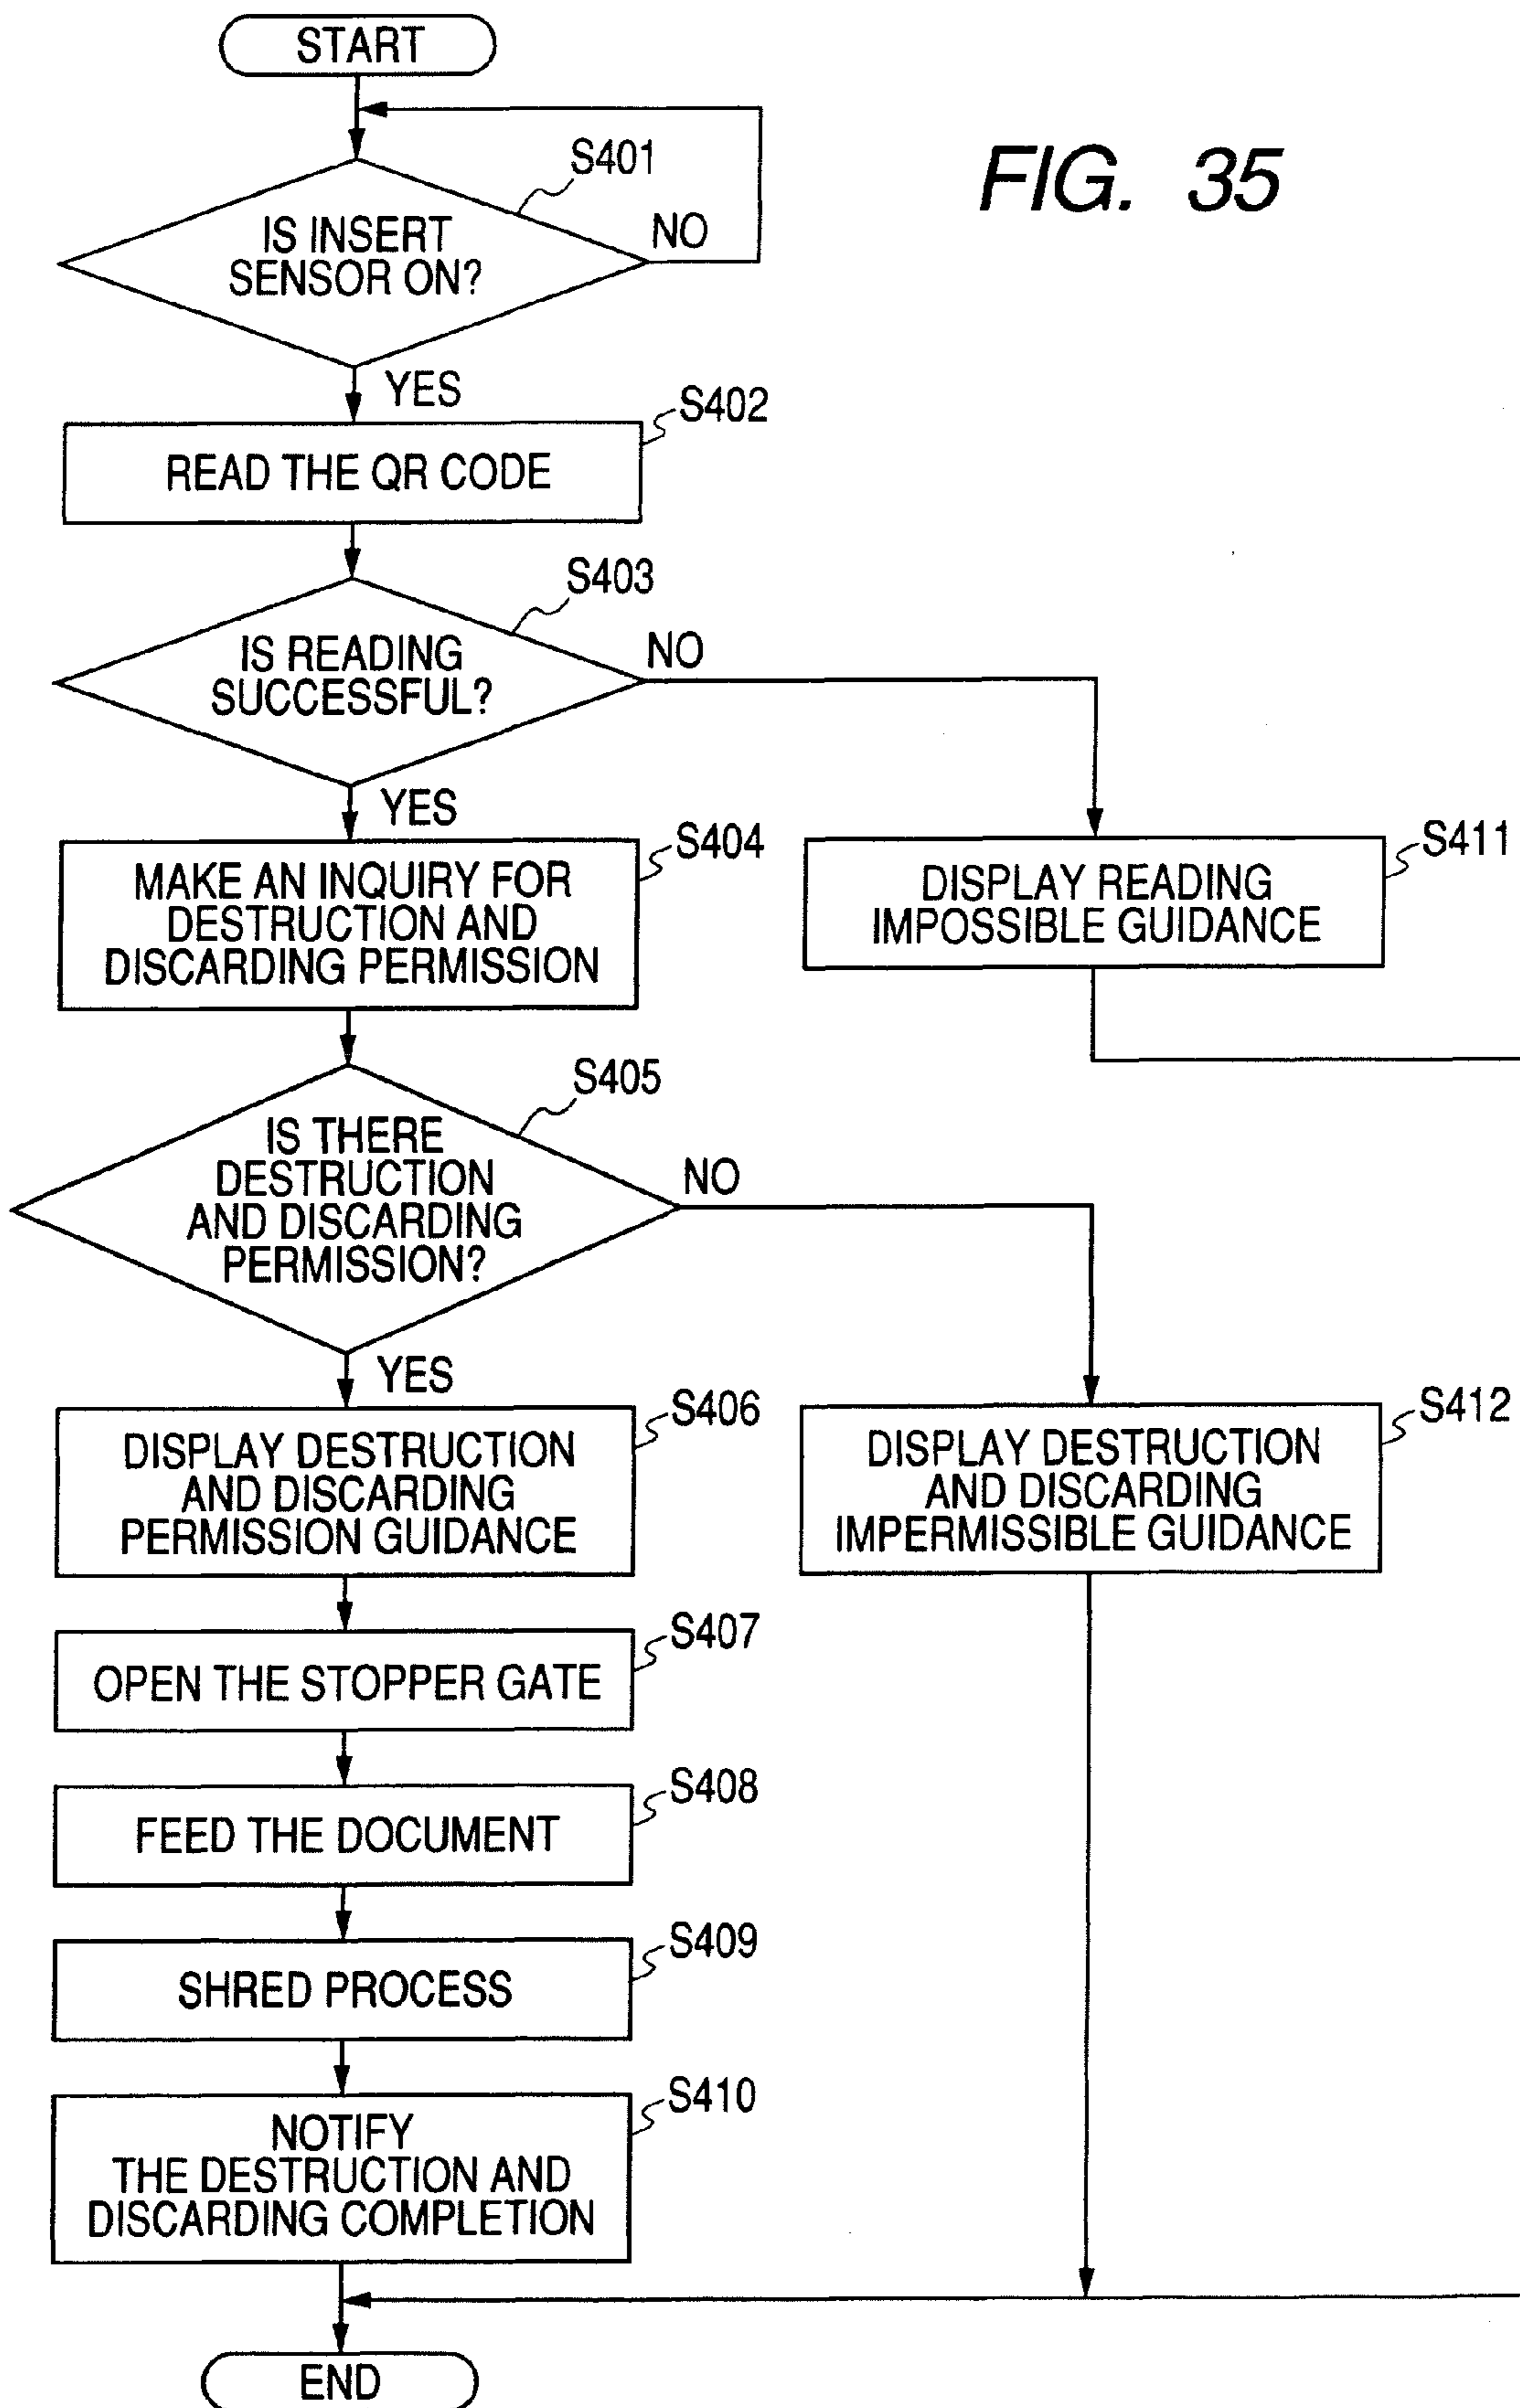 START
FIG. 35
S401
IS INSERT
SENSOR ON?
NO
YES
S402
READ THE QR CODE
S403
IS READING
SUCCESSFUL?
NO
YES
S404
MAKE AN INQUIRY FOR
DESTRUCTION AND
DISCARDING PERMISSION
S411
DISPLAY READING
IMPOSSIBLE GUIDANCE
S405
IS THERE
DESTRUCTION
AND DISCARDING
PERMISSION?
NO
YES
S406
DISPLAY DESTRUCTION
AND DISCARDING
PERMISSION GUIDANCE
S412
DISPLAY DESTRUCTION
AND DISCARDING
IMPERMISSIBLE GUIDANCE
S407
OPEN THE STOPPER GATE
S408
FEED THE DOCUMENT
S409
SHRED PROCESS
S410
NOTIFY
THE DESTRUCTION AND
DISCARDING COMPLETION
END